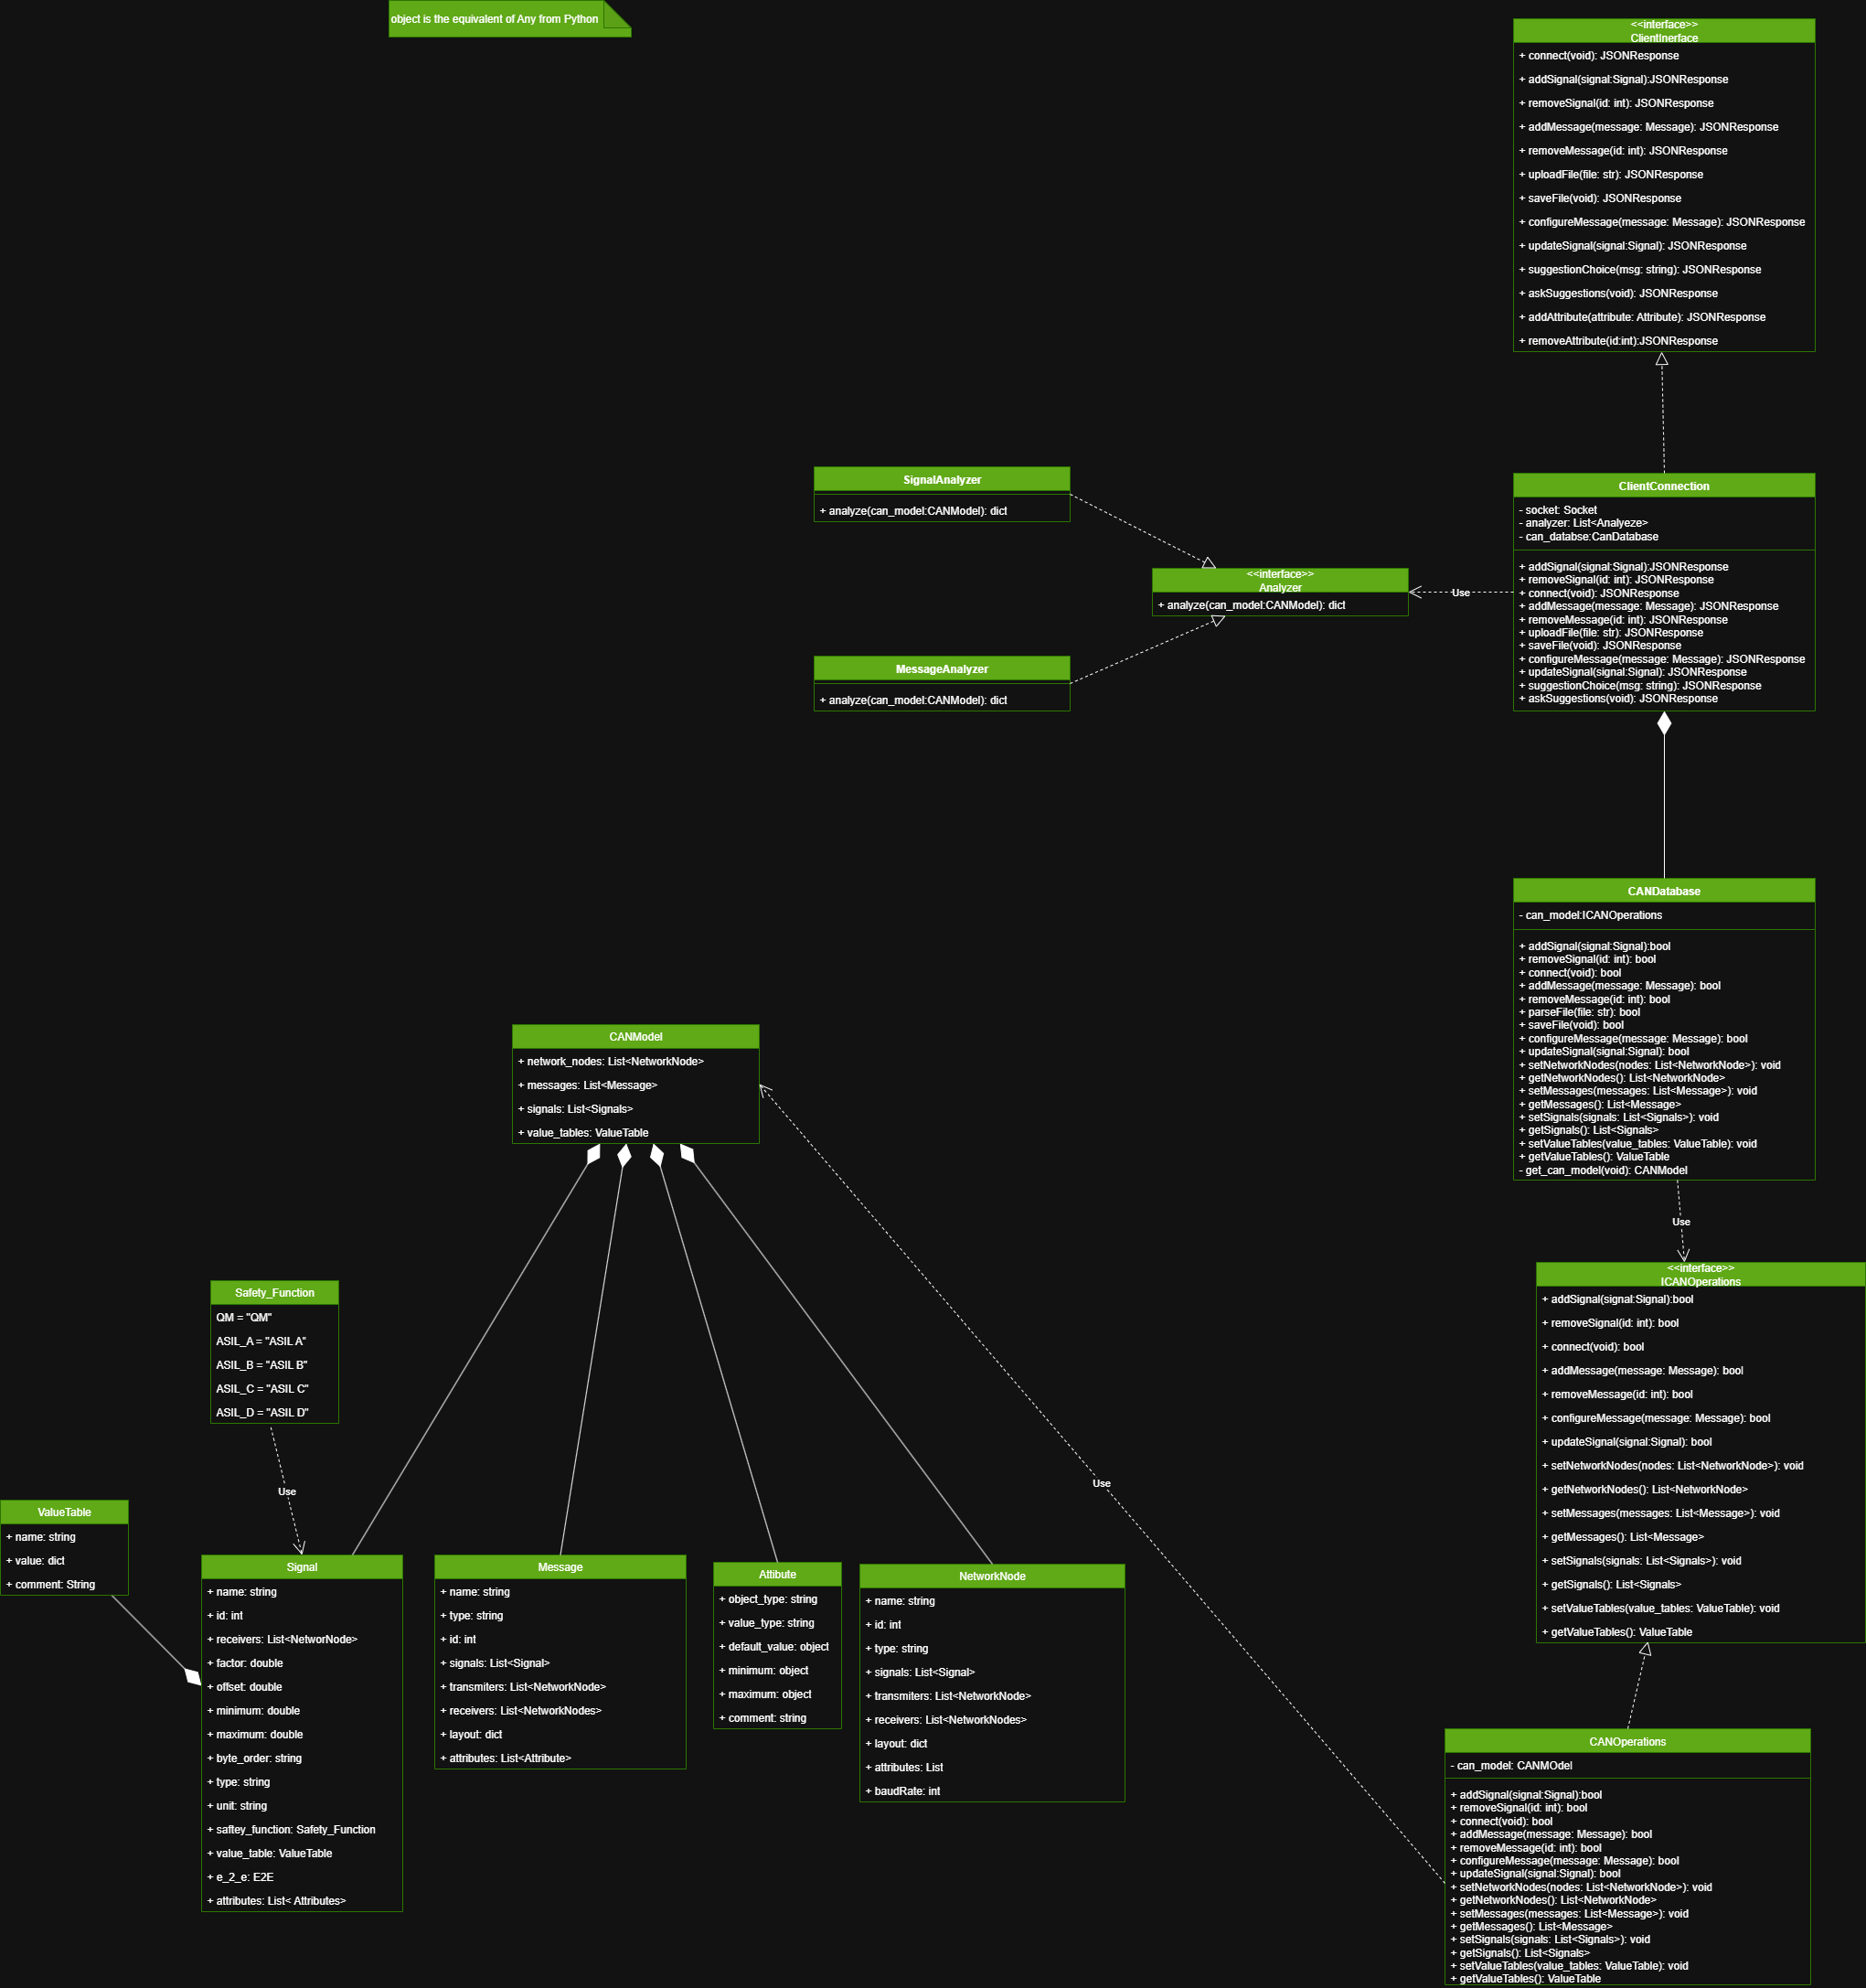 object is the equivalent of Any from Python
<<interface>>
ClientInerface
+ connect(void): JSONResponse
+ addSignal(signal:Signal):JSONResponse
+ removeSignal(id: int): JSONResponse
+ addMessage(message: Message): JSONResponse
+ removeMessage(id: int): JSONResponse
+ uploadFile(file: str): JSONResponse
+ saveFile(void): JSONResponse
+ configureMessage(message: Message): JSONResponse
+ updateSignal(signal:Signal): JSONResponse
+ suggestionChoice(msg: string): JSONResponse
+ askSuggestions(void): JSONResponse
+ addAttribute(attribute: Attribute): JSONResponse
+ removeAttribute(id:int):JSONResponse
SignalAnalyzer
+ analyze(can_model:CANModel): dict
<<interface>>
Analyzer
+ analyze(can_model:CANModel): dict
MessageAnalyzer
+ analyze(can_model:CANModel): dict
Use
ClientConnection
- socket: Socket
- analyzer: List<Analyeze>
- can_databse:CanDatabase
+ addSignal(signal:Signal):JSONResponse
+ removeSignal(id: int): JSONResponse
+ connect(void): JSONResponse
+ addMessage(message: Message): JSONResponse
+ removeMessage(id: int): JSONResponse
+ uploadFile(file: str): JSONResponse
+ saveFile(void): JSONResponse
+ configureMessage(message: Message): JSONResponse
+ updateSignal(signal:Signal): JSONResponse
+ suggestionChoice(msg: string): JSONResponse
+ askSuggestions(void): JSONResponse
CANDatabase
- can_model:ICANOperations
+ addSignal(signal:Signal):bool
+ removeSignal(id: int): bool
+ connect(void): bool
+ addMessage(message: Message): bool
+ removeMessage(id: int): bool
+ parseFile(file: str): bool
+ saveFile(void): bool
+ configureMessage(message: Message): bool
+ updateSignal(signal:Signal): bool
+ setNetworkNodes(nodes: List<NetworkNode>): void
+ getNetworkNodes(): List<NetworkNode>
+ setMessages(messages: List<Message>): void
+ getMessages(): List<Message>
+ setSignals(signals: List<Signals>): void
+ getSignals(): List<Signals>
+ setValueTables(value_tables: ValueTable): void
+ getValueTables(): ValueTable
- get_can_model(void): CANModel
Use
CANModel
+ network_nodes: List<NetworkNode>
+ messages: List<Message>
+ signals: List<Signals>
+ value_tables: ValueTable
<<interface>>
ICANOperations
+ addSignal(signal:Signal):bool
+ removeSignal(id: int): bool
+ connect(void): bool
+ addMessage(message: Message): bool
+ removeMessage(id: int): bool
+ configureMessage(message: Message): bool
+ updateSignal(signal:Signal): bool
+ setNetworkNodes(nodes: List<NetworkNode>): void
+ getNetworkNodes(): List<NetworkNode>
+ setMessages(messages: List<Message>): void
+ getMessages(): List<Message>
+ setSignals(signals: List<Signals>): void
+ getSignals(): List<Signals>
+ setValueTables(value_tables: ValueTable): void
+ getValueTables(): ValueTable
Safety_Function
QM = "QM"
ASIL_A = "ASIL A"
ASIL_B = "ASIL B"
ASIL_C = "ASIL C"
ASIL_D = "ASIL D"
Use
Use
ValueTable
+ name: string
+ value: dict
+ comment: String
Signal
+ name: string
+ id: int
+ receivers: List<NetworNode>
+ factor: double
+ offset: double
+ minimum: double
+ maximum: double
+ byte_order: string
+ type: string
+ unit: string
+ saftey_function: Safety_Function
+ value_table: ValueTable
+ e_2_e: E2E
+ attributes: List< Attributes>
Message
+ name: string
+ type: string
+ id: int
+ signals: List<Signal>
+ transmiters: List<NetworkNode>
+ receivers: List<NetworkNodes>
+ layout: dict
+ attributes: List<Attribute>
Attibute
+ object_type: string
+ value_type: string
+ default_value: object
+ minimum: object
+ maximum: object
+ comment: string
NetworkNode
+ name: string
+ id: int
+ type: string
+ signals: List<Signal>
+ transmiters: List<NetworkNode>
+ receivers: List<NetworkNodes>
+ layout: dict
+ attributes: List
+ baudRate: int
CANOperations
- can_model: CANMOdel
+ addSignal(signal:Signal):bool
+ removeSignal(id: int): bool
+ connect(void): bool
+ addMessage(message: Message): bool
+ removeMessage(id: int): bool
+ configureMessage(message: Message): bool
+ updateSignal(signal:Signal): bool
+ setNetworkNodes(nodes: List<NetworkNode>): void
+ getNetworkNodes(): List<NetworkNode>
+ setMessages(messages: List<Message>): void
+ getMessages(): List<Message>
+ setSignals(signals: List<Signals>): void
+ getSignals(): List<Signals>
+ setValueTables(value_tables: ValueTable): void
+ getValueTables(): ValueTable